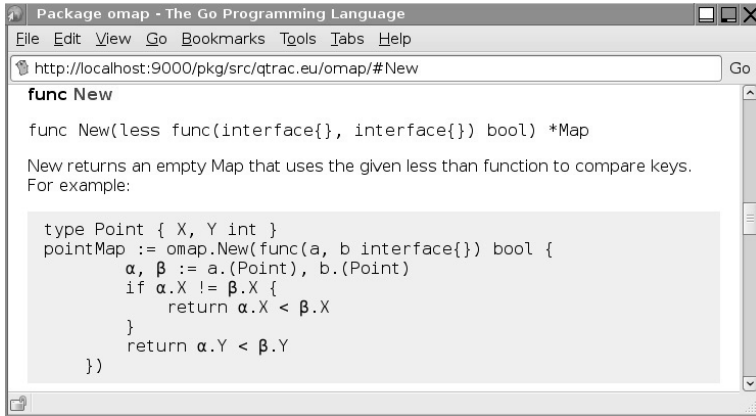 Package omap - The Go Programming Language
File Edit View Go Bookmarks Tools Tabs Help
http://localhost:9000/pkg/src/qtrac.eu/omap/#New Go
func New
func New(less func(interface{}, interface{}) bool) *Map
New returns an empty Map that uses the given less than function to compare keys.
For example:
type Point { X, Y int }
pointMap := omap.New(func(a, b interface{}) bool {
α, β := a.(Point), b.(Point)
if α.X != β.X {
return α.X < β.X
}
return α.Y < β.Y
})